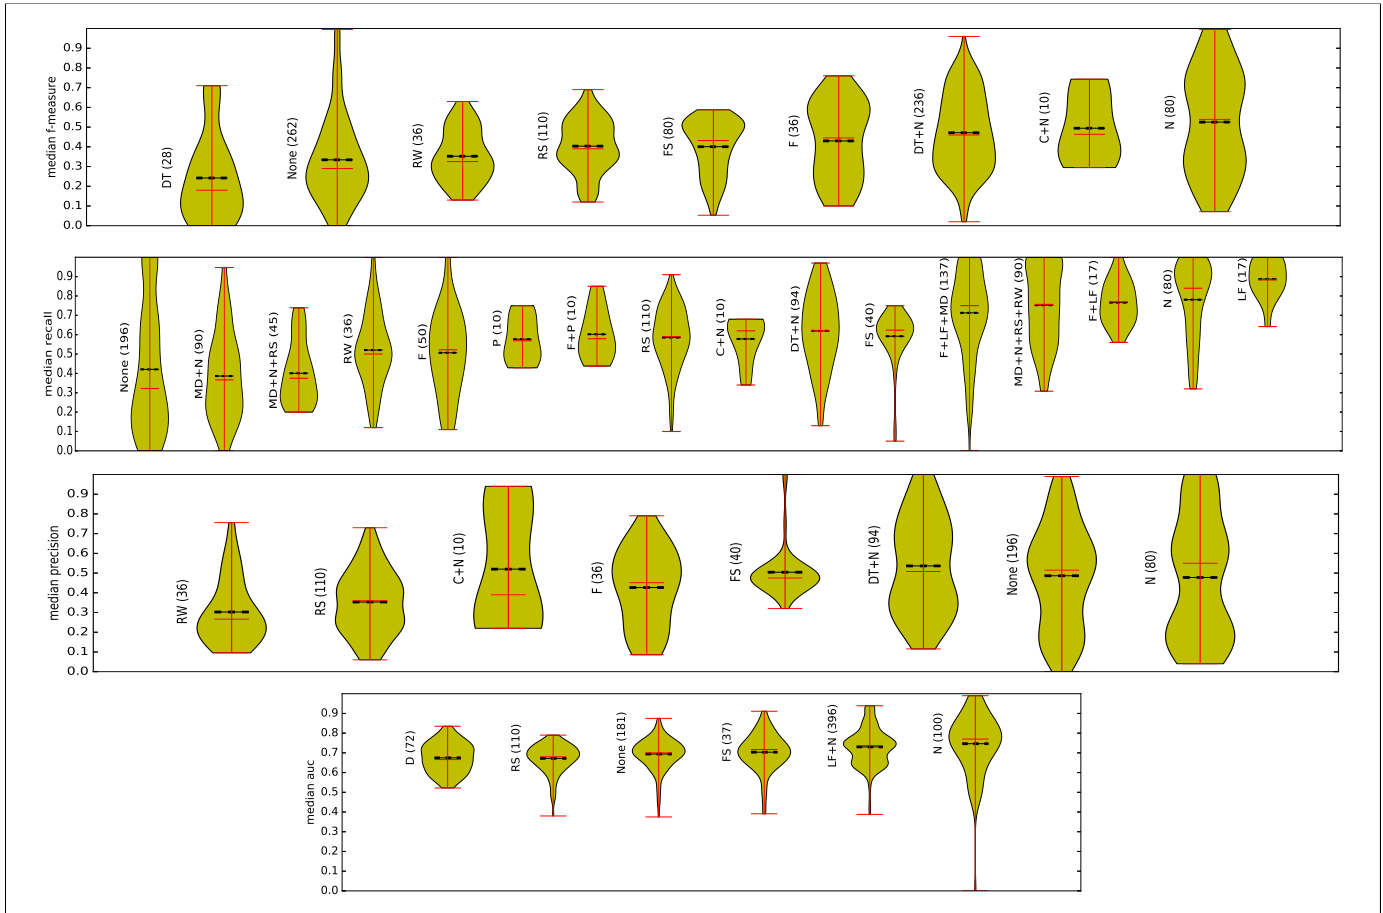 median f-measure
0.9
0.8
0.7
0.6
0.5
0.4
0.3
0.2
0.1
0.0
DT (28)
None (262)
RW (36)
RS (110)
FS (80)
F (36)
DT+N (236)
C+N (10)
N (80)
median recall
0.9
0.8
0.7
0.6
0.5
0.4
0.3
0.2
0.1
0.0
None (196)
MD+N (90)
MD+N+RS (45)
RW (36)
F (50)
P (10)
F+P (10)
RS (110)
C+N (10)
DT+N (94)
FS (40)
F+LF+MD (137)
MD+N+RS+RW (90)
F+LF (17)
N (80)
LF (17)
median precision
0.9
0.8
0.7
0.6
0.5
0.4
0.3
0.2
0.1
0.0
RW (36)
RS (110)
C+N (10)
F (36)
FS (40)
DT+N (94)
None (196)
N (80)
median auc
0.9
0.8
0.7
0.6
0.5
0.4
0.3
0.2
0.1
0.0
D (72)
RS (110)
None (181)
FS (37)
LF+N (396)
N (100)